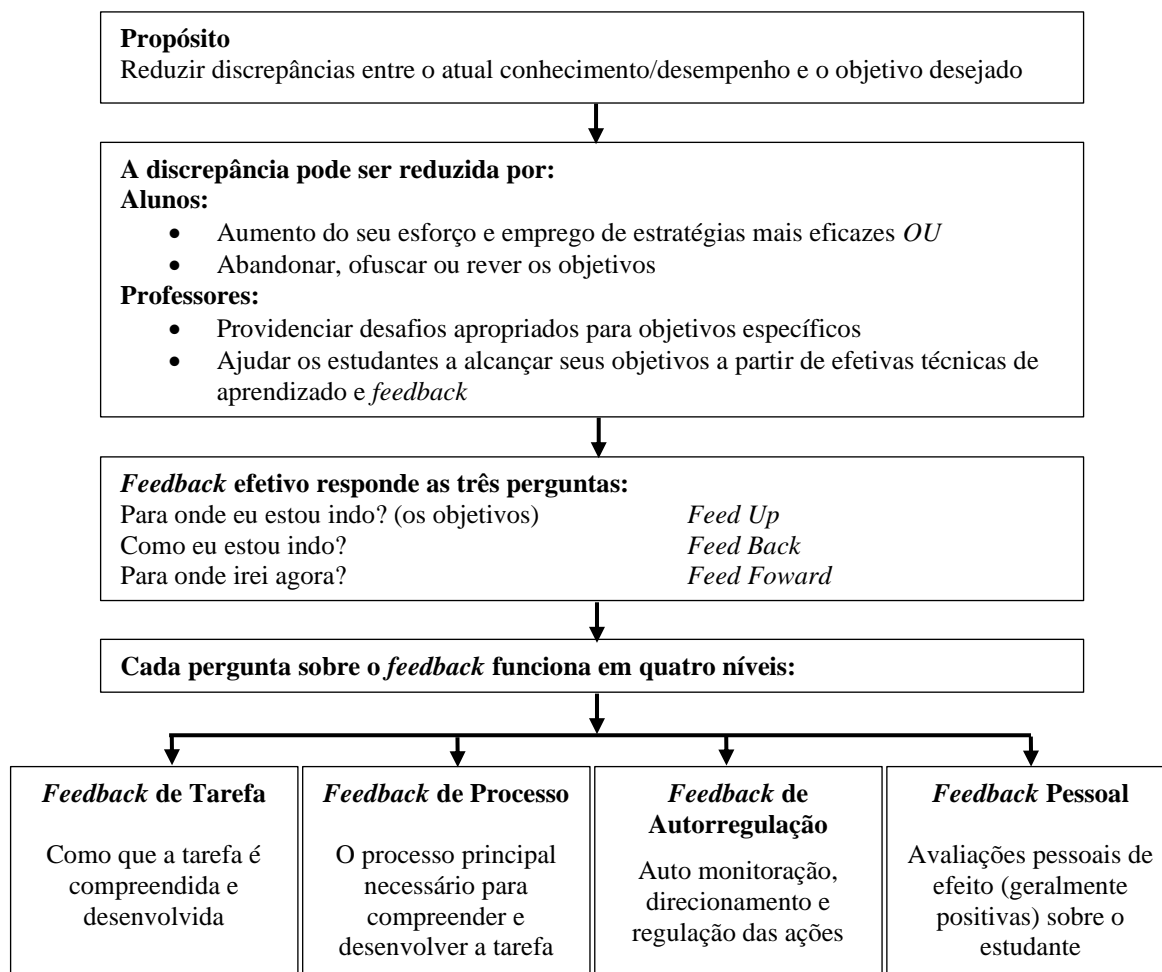 Propósito
Reduzir discrepâncias entre o atual conhecimento/desempenho e o objetivo desejado
A discrepância pode ser reduzida por:
Alunos:
• Aumento do seu esforço e emprego de estratégias mais eficazes OU
• Abandonar, ofuscar ou rever os objetivos
Professores:
• Providenciar desafios apropriados para objetivos específicos
• Ajudar os estudantes a alcançar seus objetivos a partir de efetivas técnicas de
aprendizado e feedback
Feedback efetivo responde as três perguntas:
Para onde eu estou indo? (os objetivos) Feed Up
Como eu estou indo? Feed Back
Para onde irei agora? Feed Foward
Cada pergunta sobre o feedback funciona em quatro níveis:
Feedback de Tarefa
Como que a tarefa é
compreendida e
desenvolvida
Feedback de Processo
O processo principal
necessário para
compreender e
desenvolver a tarefa
Feedback de
Autorregulação
Auto monitoração,
direcionamento e
regulação das ações
Feedback Pessoal
Avaliações pessoais de
efeito (geralmente
positivas) sobre o
estudante